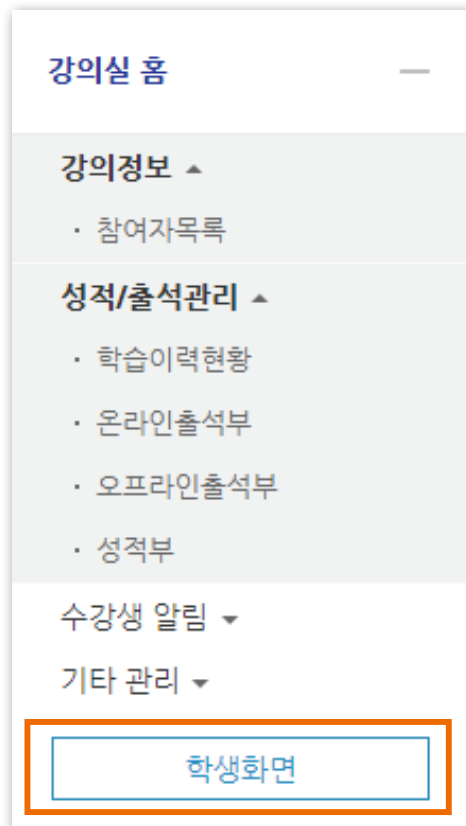 강의실 홈
강의정보
· 참여자목록
성적/출석관리
· 학습이력현황
· 온라인출석부
· 오프라인출석부
· 성적부
수강생 알림
기타 관리
학생화면